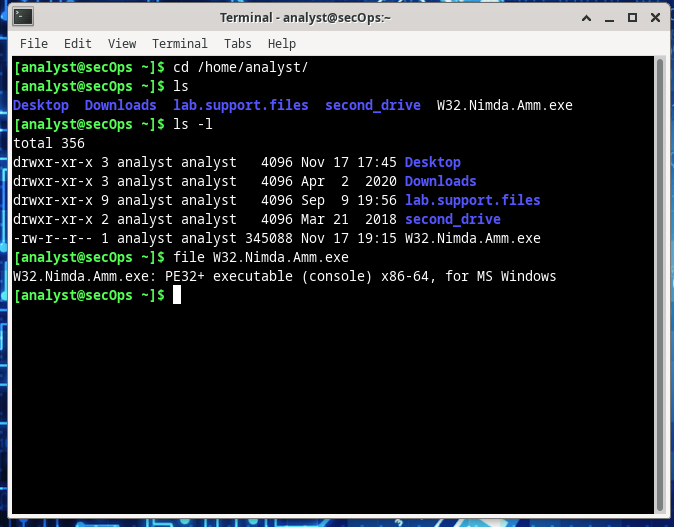 Terminal - analyst@secOps:~
File Edit View Terminal Tabs Help
[analyst@secOps ~]$ cd /home/analyst/
[analyst@secOps ~]$ ls
Desktop  Downloads  lab.support.files  second_drive  W32.Nimda.Amm.exe
[analyst@secOps ~]$ ls -l
total 356
drwxr-xr-x 3 analyst analyst   4096 Nov 17 17:45 Desktop
drwxr-xr-x 3 analyst analyst   4096 Apr  2  2020 Downloads
drwxr-xr-x 9 analyst analyst   4096 Sep  9 19:56 lab.support.files
drwxr-xr-x 2 analyst analyst   4096 Mar 21  2018 second_drive
-rw-r--r-- 1 analyst analyst 345088 Nov 17 19:15 W32.Nimda.Amm.exe
[analyst@secOps ~]$ file W32.Nimda.Amm.exe
W32.Nimda.Amm.exe: PE32+ executable (console) x86-64, for MS Windows
[analyst@secOps ~]$